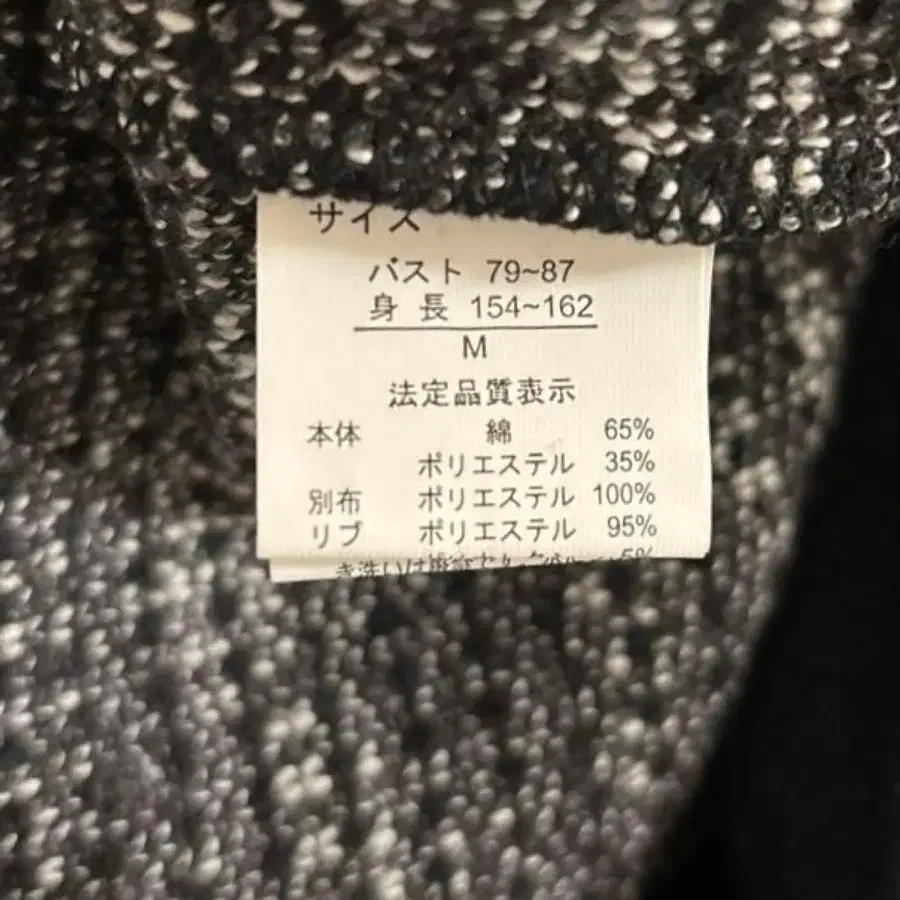 サイズ
バスト 79~87
身長 154~162
M
法定品質表示
本体 綿 65%
ポリエステル 35%
別布 ポリエステル 100%
リブ ポリエステル 95%
5%